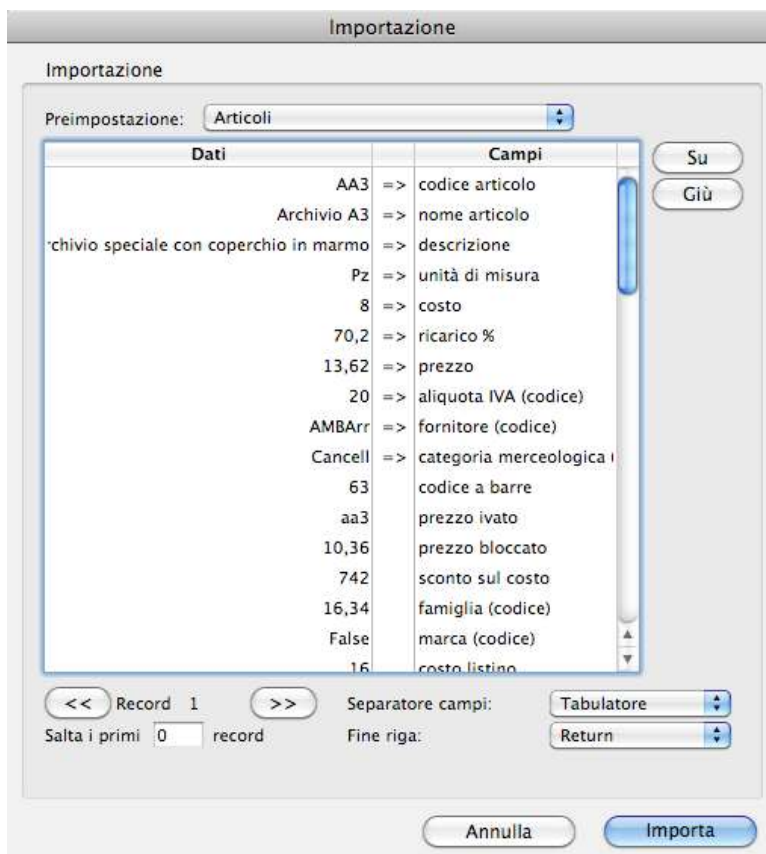 Importazione
Importazione
Preimpostazione: Articoli
Dati Campi
Su
Giù
AA3 => codice articolo
Archivio A3 => nome articolo
chivio speciale con coperchio in marmo => descrizione
Pz => unità di misura
8 => costo
70,2 => ricarico %
13,62 => prezzo
20 => aliquota IVA (codice)
AMBArr => fornitore (codice)
Cancell => categoria merceologica (
63 codice a barre
aa3 prezzo ivato
10,36 prezzo bloccato
742 sconto sul costo
16,34 famiglia (codice)
False marca (codice)
16 costo listino
<< Record 1 >> Separatore campi: Tabulatore
Salta i primi 0 record Fine riga: Return
Annulla Importa